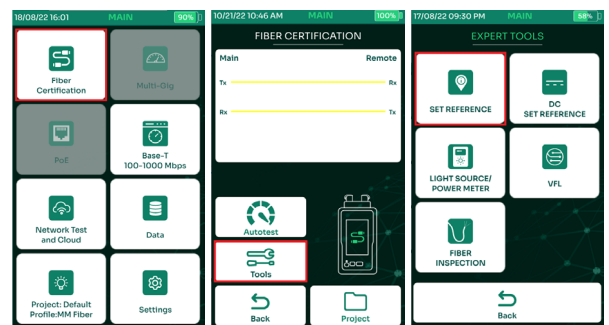 18/08/22 16:01 MAIN 90%
Fiber
Certification
Multi-Gig
PoE
Base-T
100-1000 Mbps
Network Test
and Cloud
Data
Project: Default
Profile:MM Fiber
Settings
10/21/22 10:46 AM MAIN 100%
FIBER CERTIFICATION
Main Remote
Tx Rx
Rx Tx
Autotest
Tools
Back
Project
17/08/22 09:30 PM MAIN 58%
EXPERT TOOLS
SET REFERENCE
DC
SET REFERENCE
LIGHT SOURCE/
POWER METER
VFL
FIBER
INSPECTION
Back